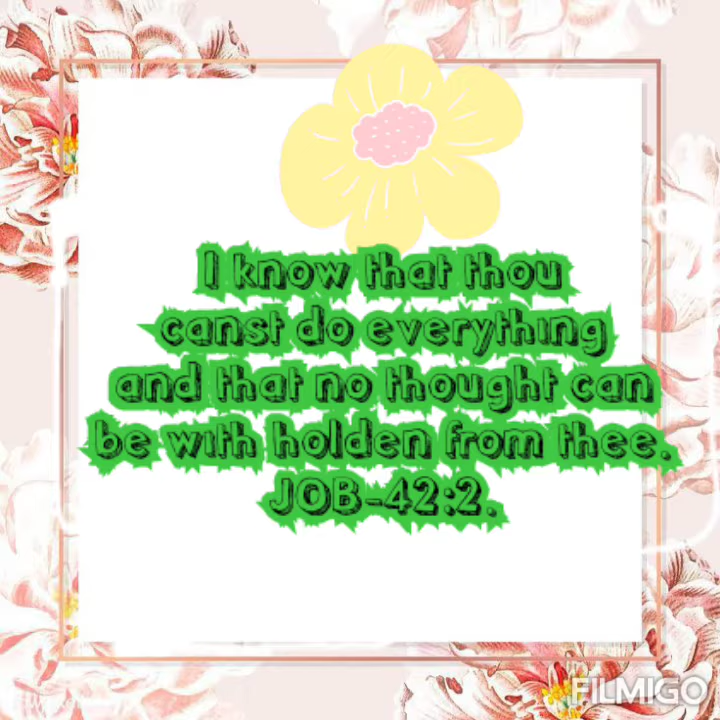 I know that thou
canst do everything
and that no thought can
be with holden from thee.
JOB-42:2.
FILMIGO